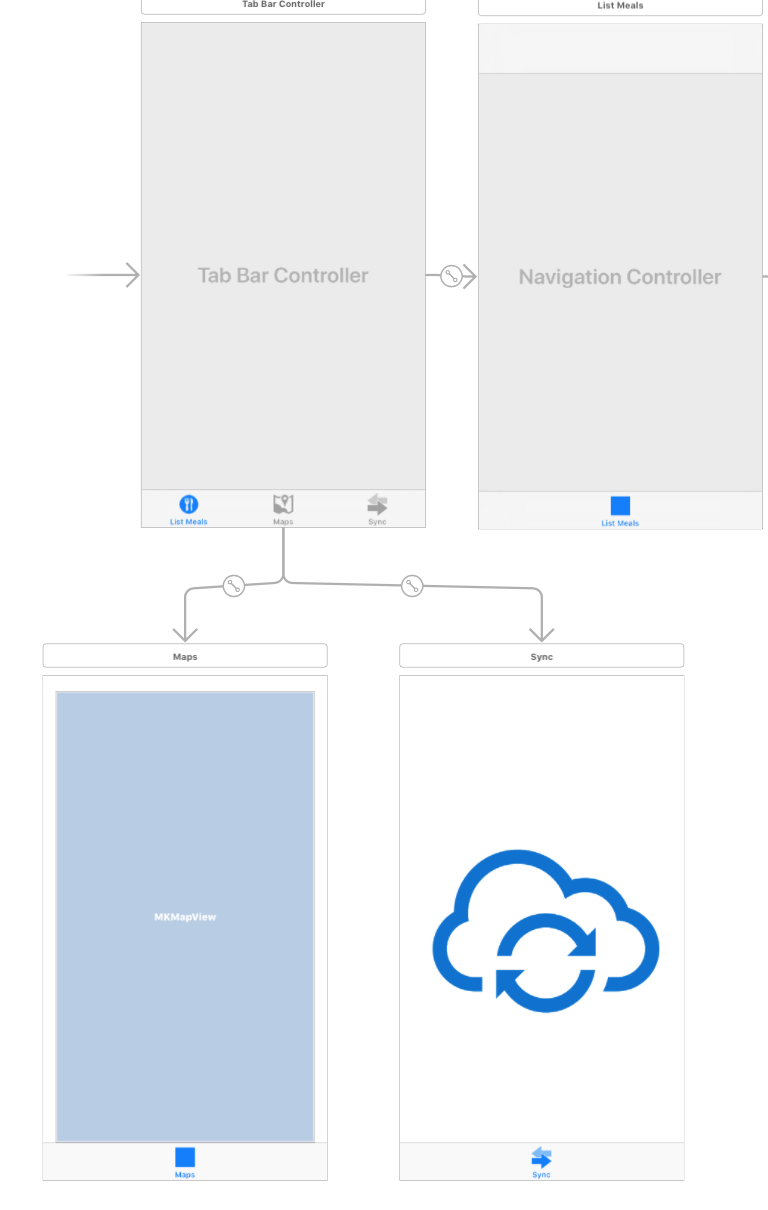 Tab Bar Controller
List Meals
Tab Bar Controller
Navigation Controller
List Meals
Maps
Sync
List Meals
Maps
Sync
MKMapView
Maps
Sync